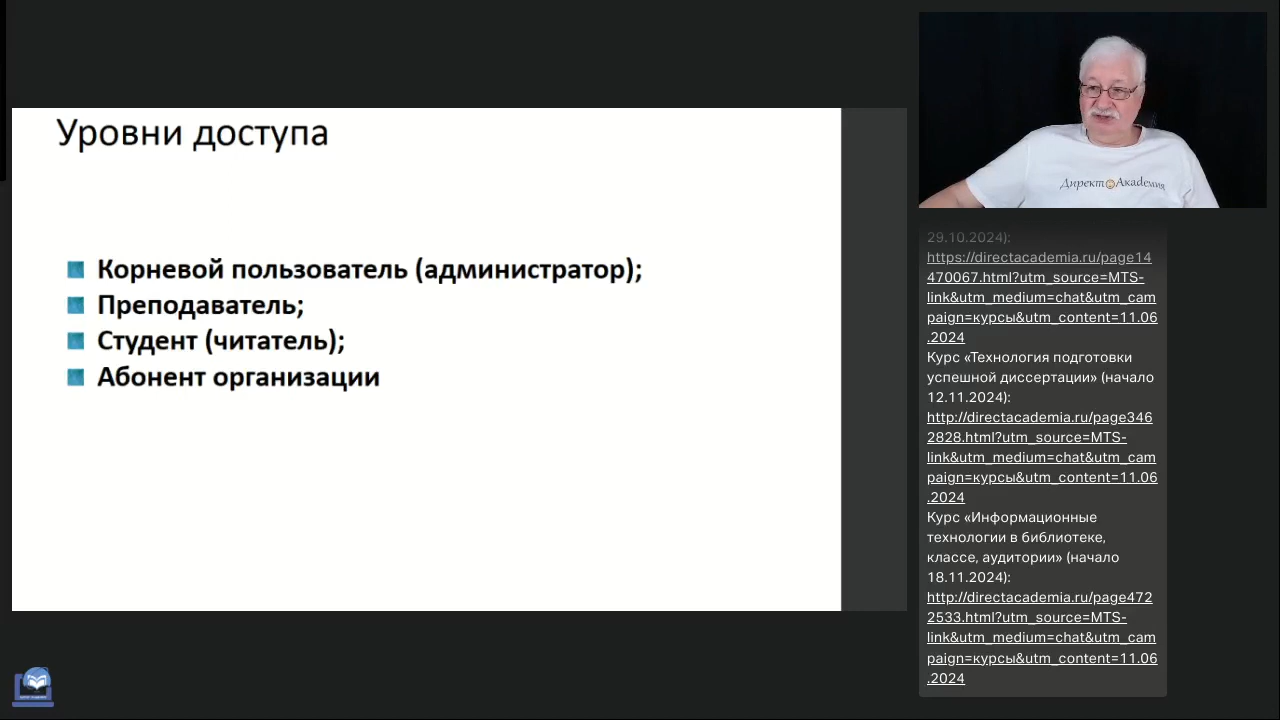 Уровни доступа
Корневой пользователь (администратор);
Преподаватель;
Студент (читатель);
Абонент организации
Директ Академия
29.10.2024):
https://directacademia.ru/page14
470067.html?utm_source=MTS-
link&utm_medium=chat&utm_cam
paign=курсы&utm_content=11.06
.2024
Курс «Технология подготовки
успешной диссертации» (начало
12.11.2024):
http://directacademia.ru/page346
2828.html?utm_source=MTS-
link&utm_medium=chat&utm_cam
paign=курсы&utm_content=11.06
.2024
Курс «Информационные
технологии в библиотеке,
классе, аудитории» (начало
18.11.2024):
http://directacademia.ru/page472
2533.html?utm_source=MTS-
link&utm_medium=chat&utm_cam
paign=курсы&utm_content=11.06
.2024